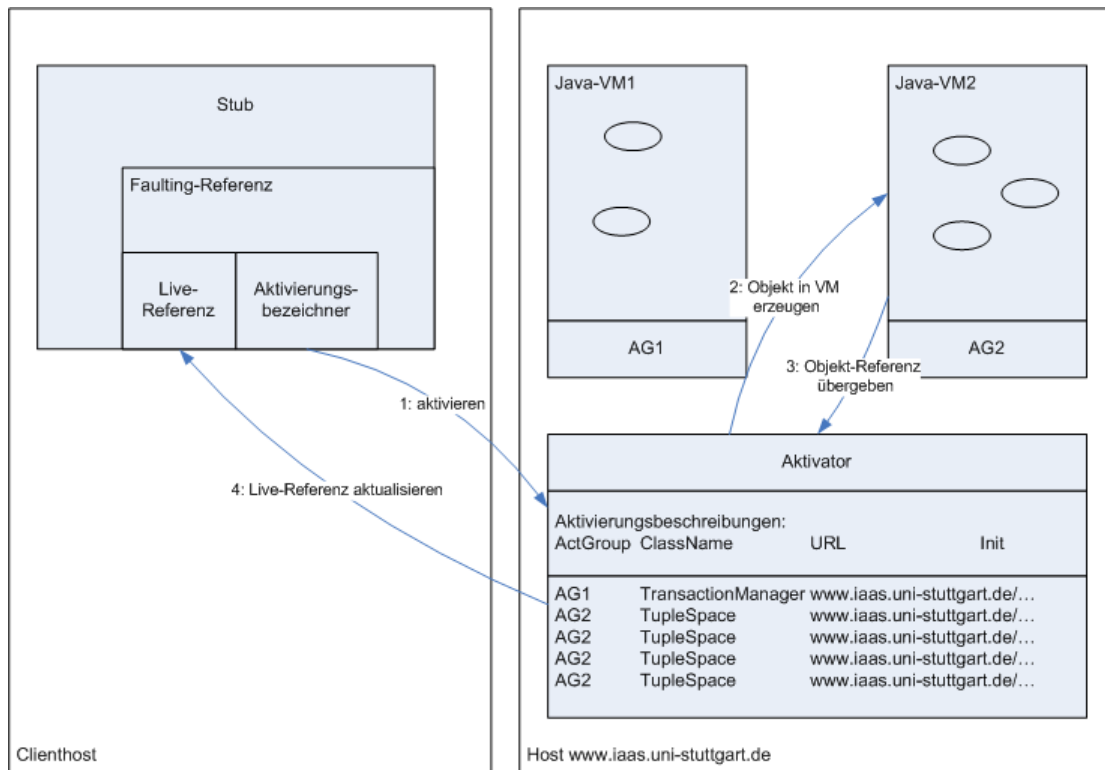 Stub
Faulting-Referenz
Live-
Referenz
Aktivierungs-
bezeichner
1: aktivieren
4: Live-Referenz aktualisieren
Clienthost
Java-VM1
AG1
Java-VM2
AG2
2: Objekt in VM
erzeugen
3: Objekt-Referenz
übergeben
Aktivator
Aktivierungsbeschreibungen:
ActGroup ClassName URL Init
AG1 TransactionManager www.iaas.uni-stuttgart.de/…
AG2 TupleSpace www.iaas.uni-stuttgart.de/…
AG2 TupleSpace www.iaas.uni-stuttgart.de/…
AG2 TupleSpace www.iaas.uni-stuttgart.de/…
AG2 TupleSpace www.iaas.uni-stuttgart.de/…
Host www.iaas.uni-stuttgart.de